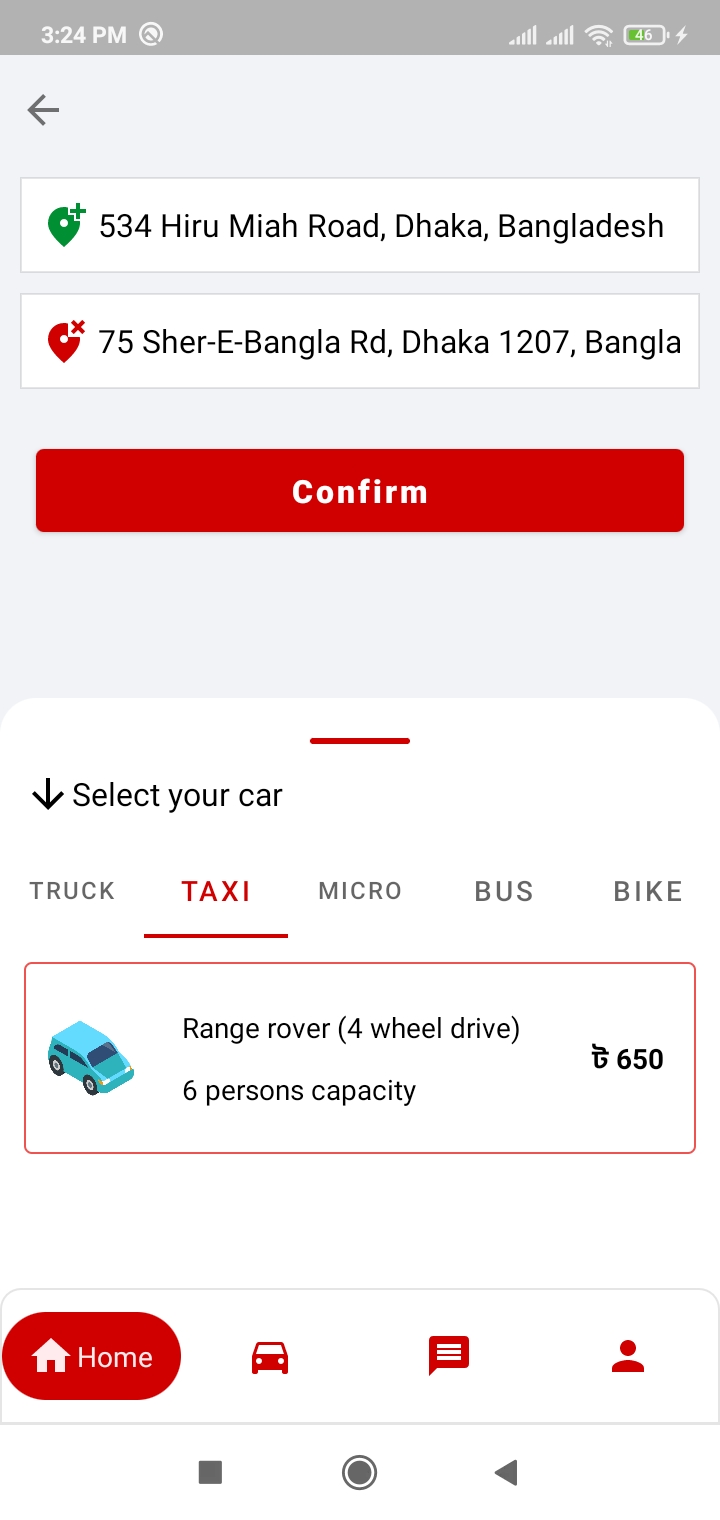 3:24 PM
46
534 Hiru Miah Road, Dhaka, Bangladesh
75 Sher-E-Bangla Rd, Dhaka 1207, Bangla
Confirm
Select your car
TRUCK TAXI MICRO BUS BIKE
Range rover (4 wheel drive)
৳ 650
6 persons capacity
Home